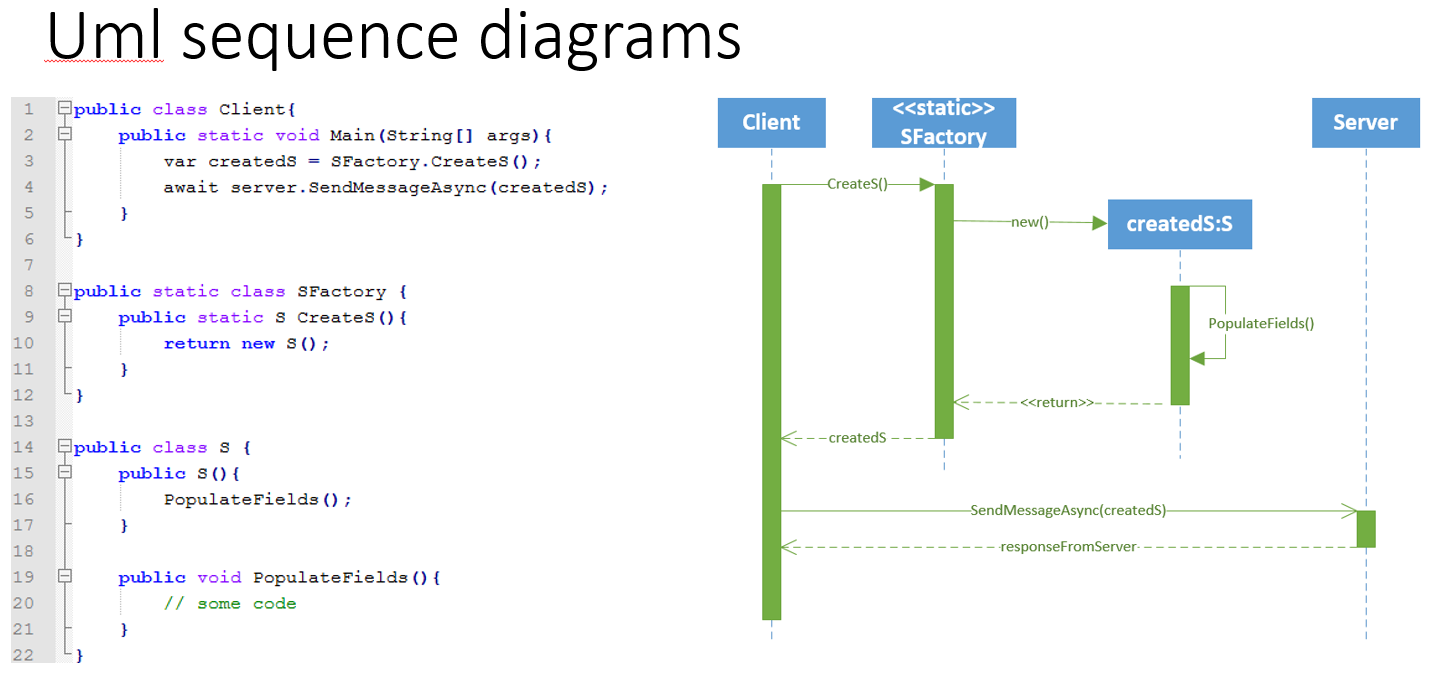 Uml sequence diagrams
1 public class Client{
2 public static void Main(String[] args){
3 var createdS = SFactory.CreateS();
4 await server.SendMessageAsync(createdS);
5 }
6 }
7
8 public static class SFactory {
9 public static S CreateS(){
10 return new S();
11 }
12 }
13
14 public class S {
15 public S(){
16 PopulateFields();
17 }
18
19 public void PopulateFields(){
20 // some code
21 }
22 }
Client
<<static>>
SFactory
Server
CreateS()
new()
createdS:S
PopulateFields()
<<return>>
createdS
SendMessageAsync(createdS)
responseFromServer